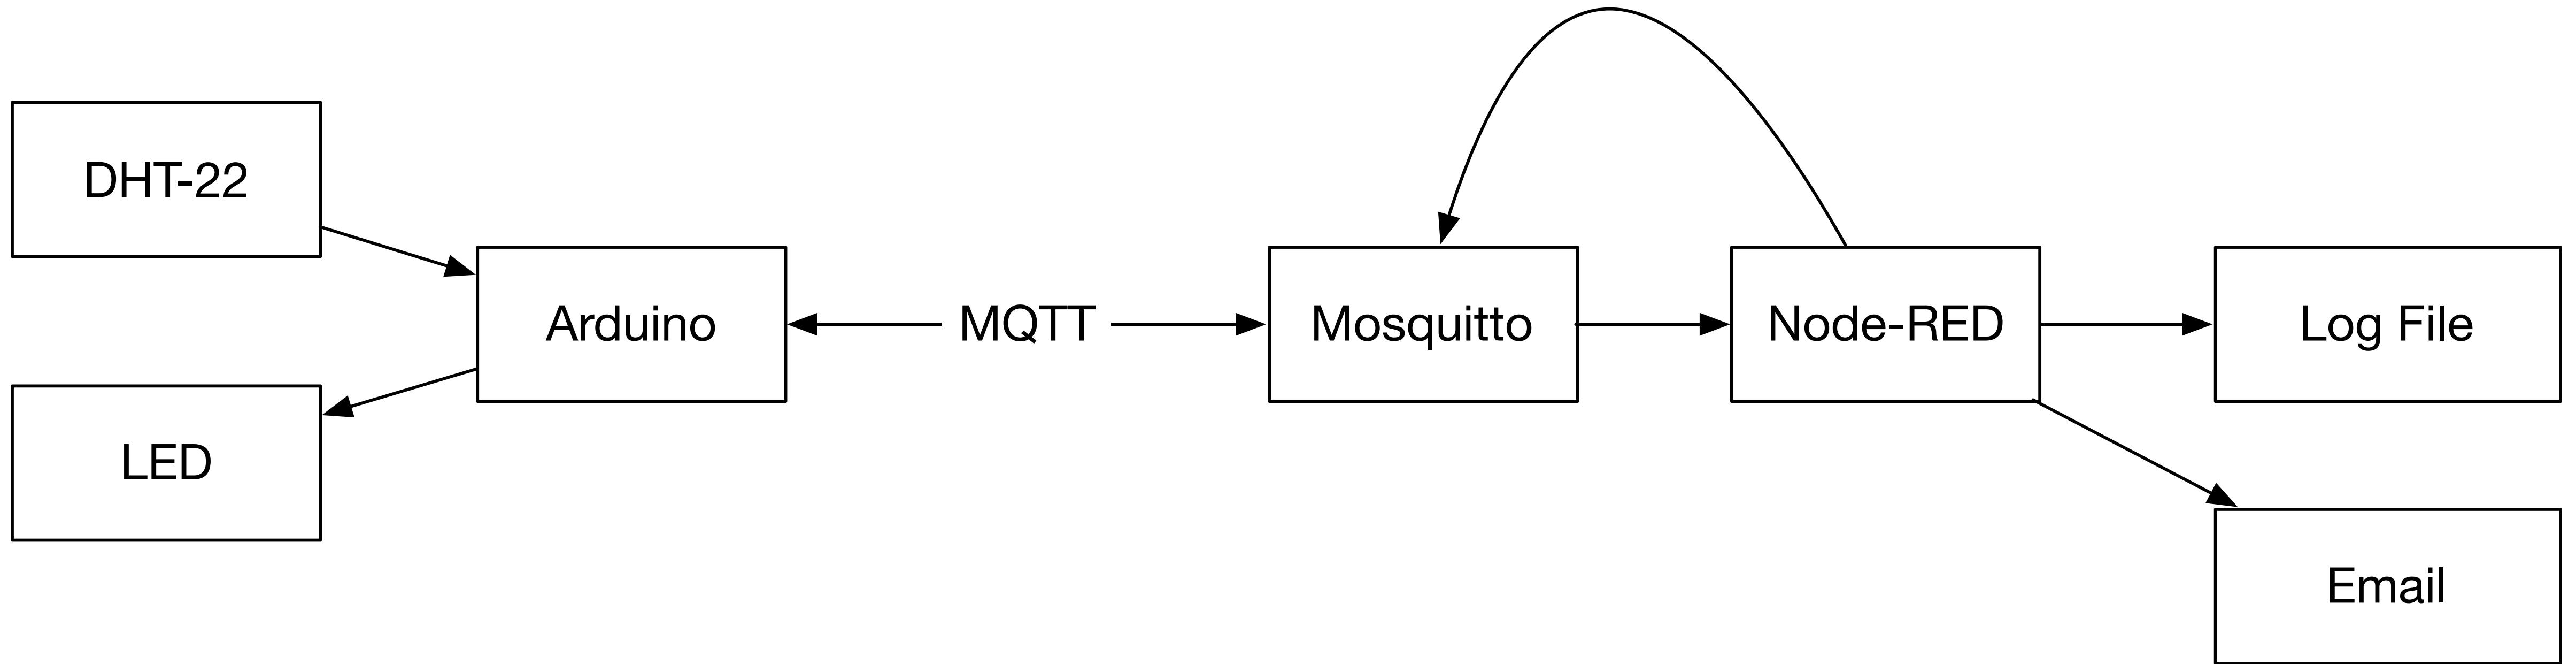 DHT-22
LED
Arduino
MQTT
Mosquitto
Node-RED
Log File
Email